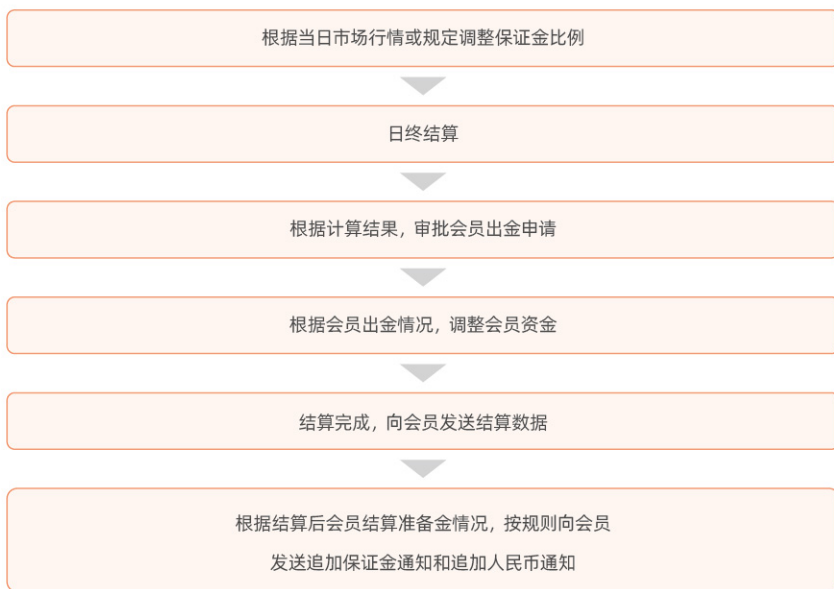 根据当日市场行情或规定调整保证金比例
日终结算
根据计算结果，审批会员出金申请
根据会员出金情况，调整会员资金
结算完成，向会员发送结算数据
根据结算后会员结算准备金情况，按规则向会员
发送追加保证金通知和追加人民币通知